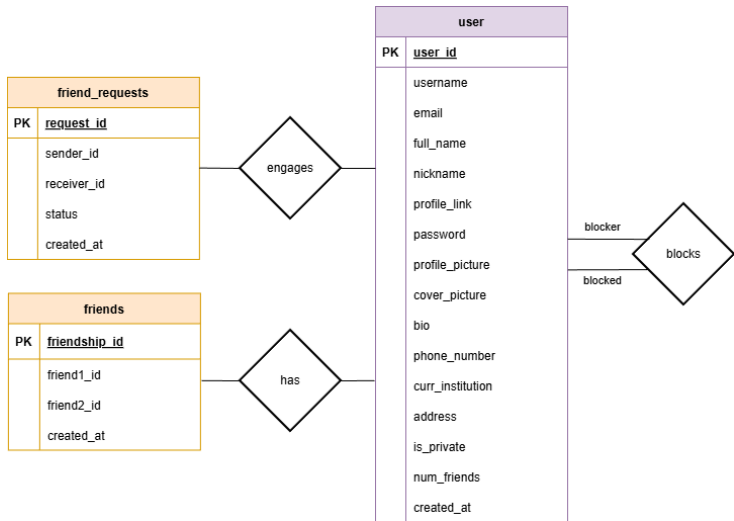 user
PK user_id
username
email
full_name
nickname
profile_link
password
profile_picture
cover_picture
bio
phone_number
curr_institution
address
is_private
num_friends
created_at
friend_requests
PK request_id
sender_id
receiver_id
status
created_at
engages
friends
PK friendship_id
friend1_id
friend2_id
created_at
has
blocker
blocked
blocks